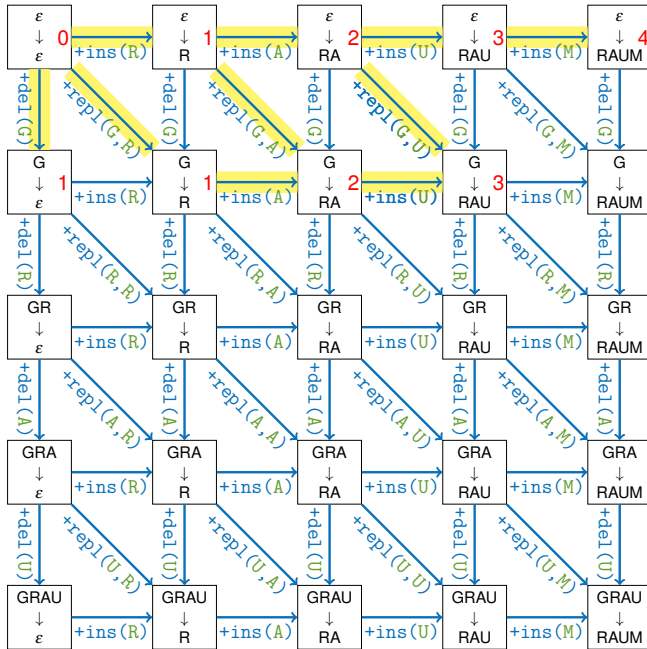 ε ε ε ε ε
↓ 0 ↓ 1 ↓ 2 ↓ 3 ↓ 4
ε +ins(R) R +ins(A) RA +ins(U) RAU +ins(M) RAUM
+del(G) +repl(G,R) +del(G) +repl(G,A) +del(G) +repl(G,U) +del(G) +repl(G,M) +del(G)
G G G G G
↓ 1 ↓ 1 ↓ 2 ↓ 3 ↓
ε +ins(R) R +ins(A) RA +ins(U) RAU +ins(M) RAUM
+del(R) +repl(R,R) +del(R) +repl(R,A) +del(R) +repl(R,U) +del(R) +repl(R,M) +del(R)
GR GR GR GR GR
↓ ↓ ↓ ↓ ↓
ε +ins(R) R +ins(A) RA +ins(U) RAU +ins(M) RAUM
+del(A) +repl(A,R) +del(A) +repl(A,A) +del(A) +repl(A,U) +del(A) +repl(A,M) +del(A)
GRA GRA GRA GRA GRA
↓ ↓ ↓ ↓ ↓
ε +ins(R) R +ins(A) RA +ins(U) RAU +ins(M) RAUM
+del(U) +repl(U,R) +del(U) +repl(U,A) +del(U) +repl(U,U) +del(U) +repl(U,M) +del(U)
GRAU GRAU GRAU GRAU GRAU
↓ ↓ ↓ ↓ ↓
ε +ins(R) R +ins(A) RA +ins(U) RAU +ins(M) RAUM